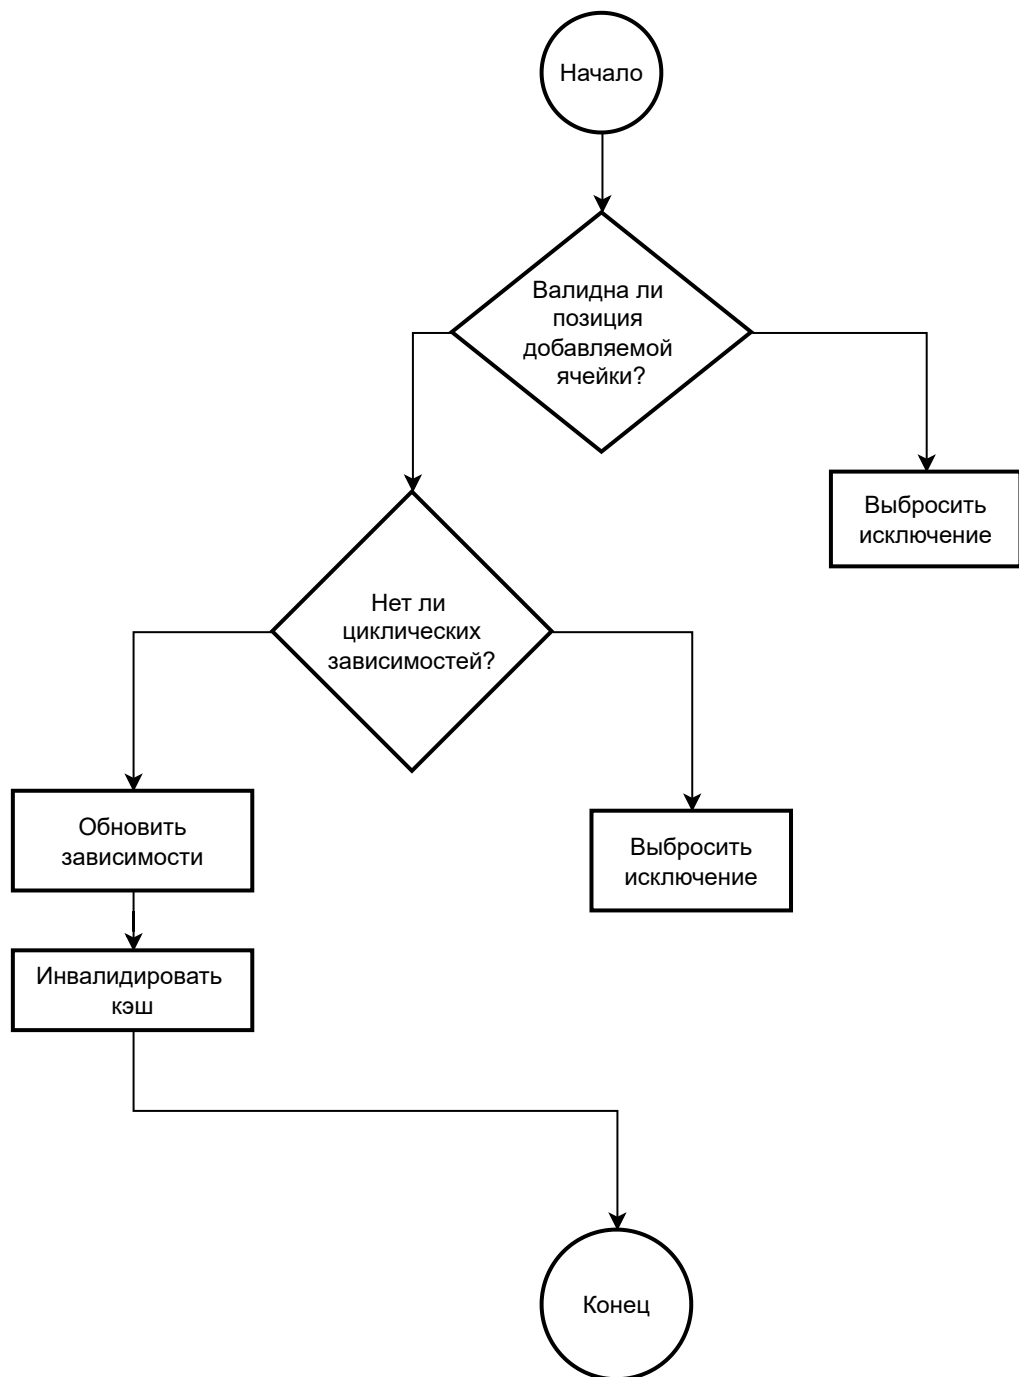 Начало
Валидна ли
позиция
добавляемой
ячейки?
Выбросить
исключение
Нет ли
циклических
зависимостей?
Обновить
зависимости
Выбросить
исключение
Инвалидировать
кэш
Конец